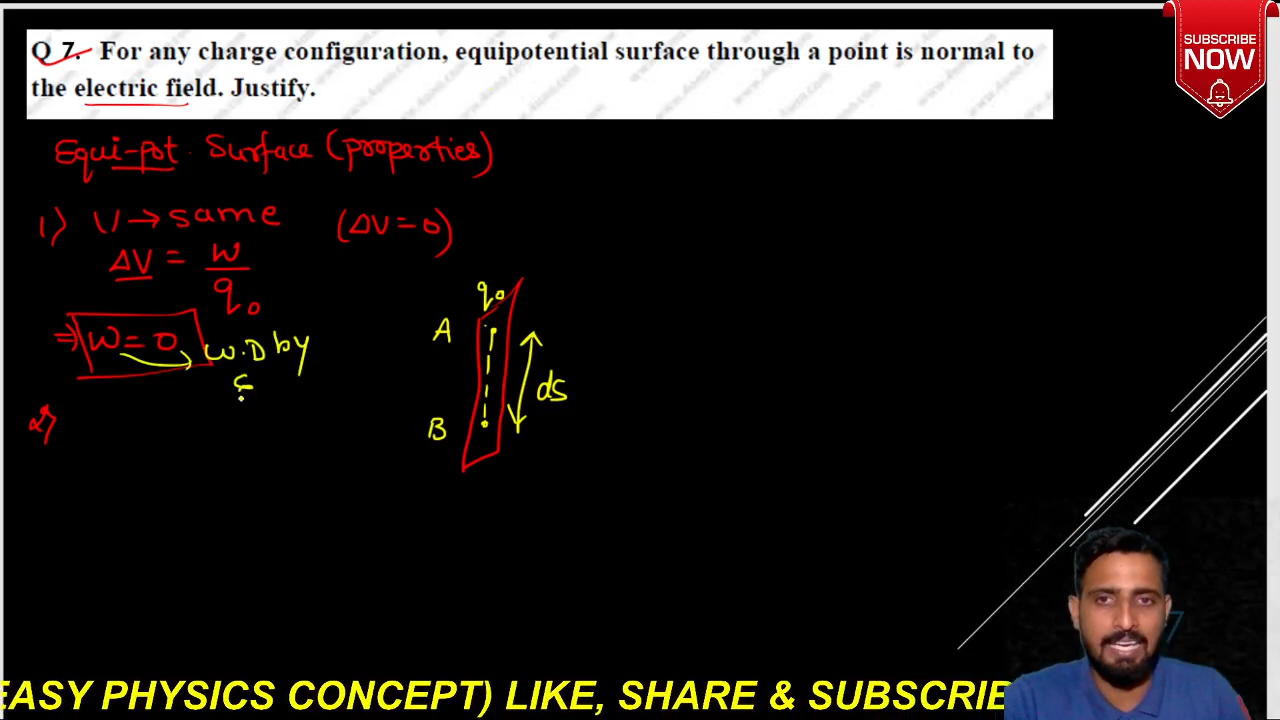 SUBSCRIBE
NOW
Q 7. For any charge configuration, equipotential surface through a point is normal to
the electric field. Justify.
Equi-pot. Surface (properties)
1) V → same (ΔV = 0)
ΔV = W
q₀
⇒ W = 0
W.D by
2)
q₀
A
B
ds
EASY PHYSICS CONCEPT) LIKE, SHARE & SUBSCRIBE